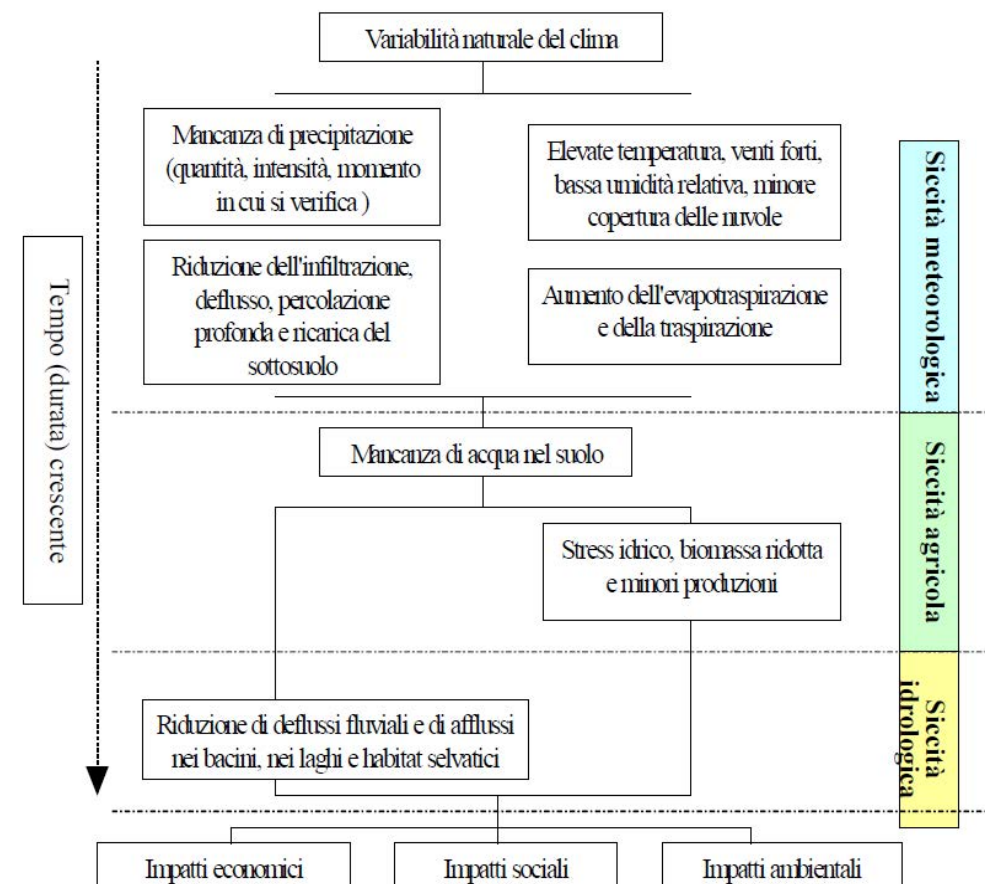 Variabilità naturale del clima
Mancanza di precipitazione
(quantità, intensità, momento
in cui si verifica )
Elevate temperatura, venti forti,
bassa umidità relativa, minore
copertura delle nuvole
Riduzione dell'infiltrazione,
deflusso, percolazione
profonda e ricarica del
sottosuolo
Aumento dell'evapotraspirazione
e della traspirazione
Siccità meteorologica
Tempo (durata) crescente
Mancanza di acqua nel suolo
Stress idrico, biomassa ridotta
e minori produzioni
Siccità agricola
Riduzione di deflussi fluviali e di afflussi
nei bacini, nei laghi e habitat selvatici
Siccità
idrologica
Impatti economici
Impatti sociali
Impatti ambientali